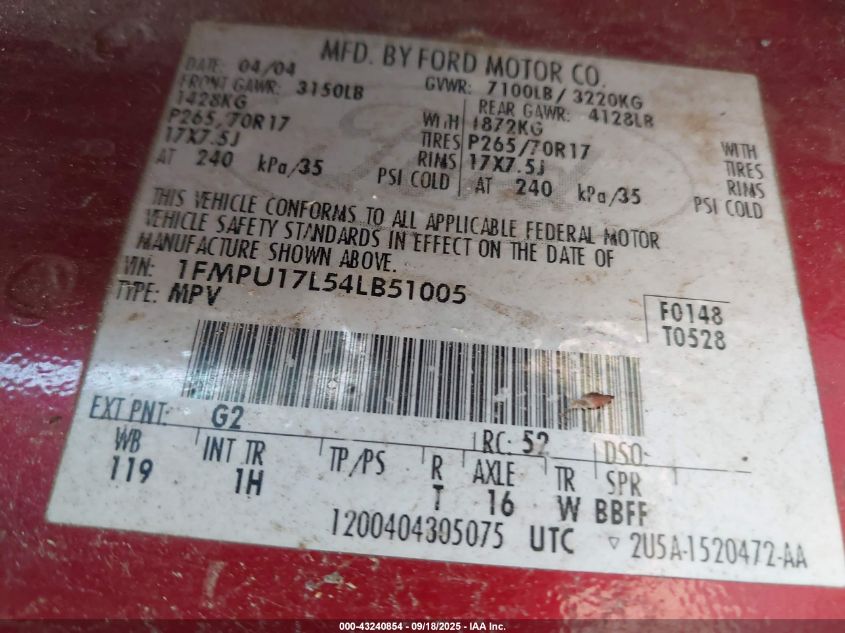 MFD. BY FORD MOTOR CO.
DATE: 04/04 GVWR: 7100LB/ 3220KG
FRONT GAWR: 3150LB REAR GAWR: 4128LB
1428KG WITH 1872KG WITH
P265/70R17 TIRES P265/70R17 TIRES
17X7.5J RIMS 17X7.5J RIMS
AT 240 kPa/35 PSI COLD AT 240 kPa/35 PSI COLD
THIS VEHICLE CONFORMS TO ALL APPLICABLE FEDERAL MOTOR
VEHICLE SAFETY STANDARDS IN EFFECT ON THE DATE OF
MANUFACTURE SHOWN ABOVE.
VIN: 1FMPU17L54LB51005
TYPE: MPV
F0148
T0528
EXT PNT: G2 RC: 52 DSO:
WB INT TR TP/PS R AXLE TR SPR
119 1H T 16 W BBFF
1200404305075 UTC ▽ 2U5A-1520472-AA
000-43240854 | 09/18/2025 | IAA Inc.